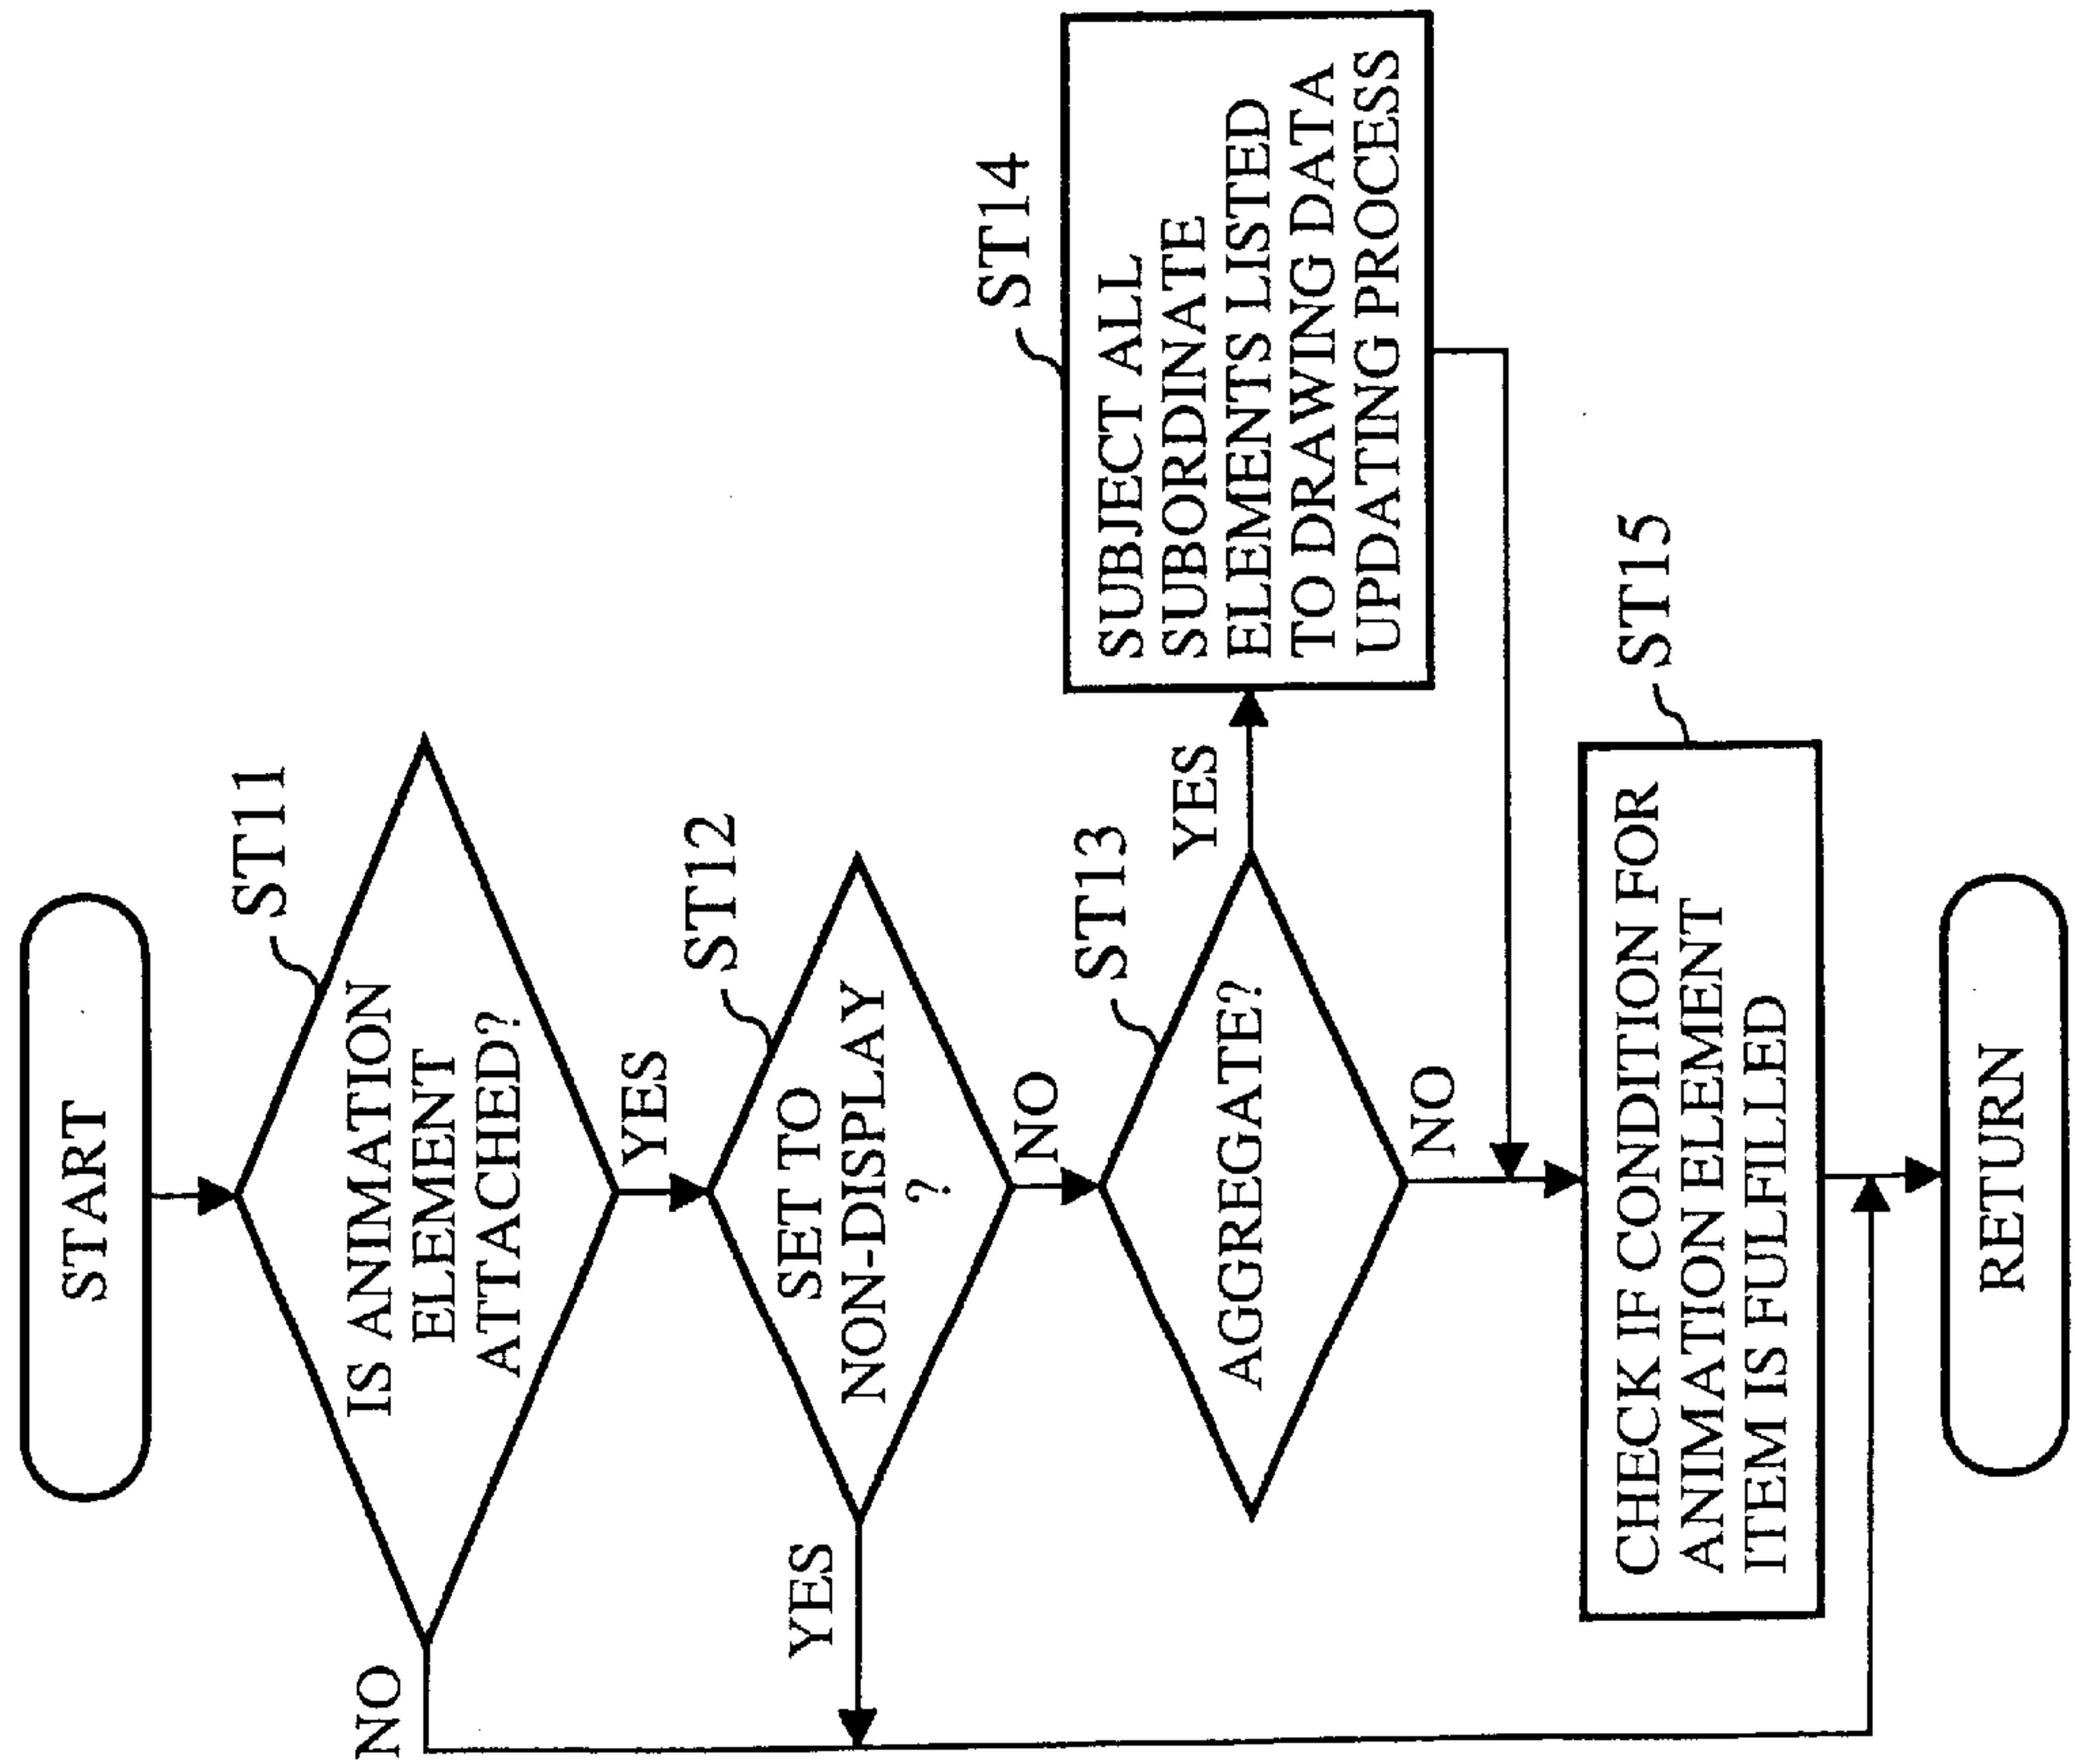 START
ST11
IS ANIMATION
ELEMENT
ATTACHED?
NO
YES
ST12
SET TO
NON-DISPLAY
?
YES
NO
ST13
AGGREGATE?
YES
NO
ST14
SUBJECT ALL
SUBORDINATE
ELEMENTS LISTED
TO DRAWING DATA
UPDATING PROCESS
ST15
CHECK IF CONDITION FOR
ANIMATION ELEMENT
ITEM IS FULFILLED
RETURN